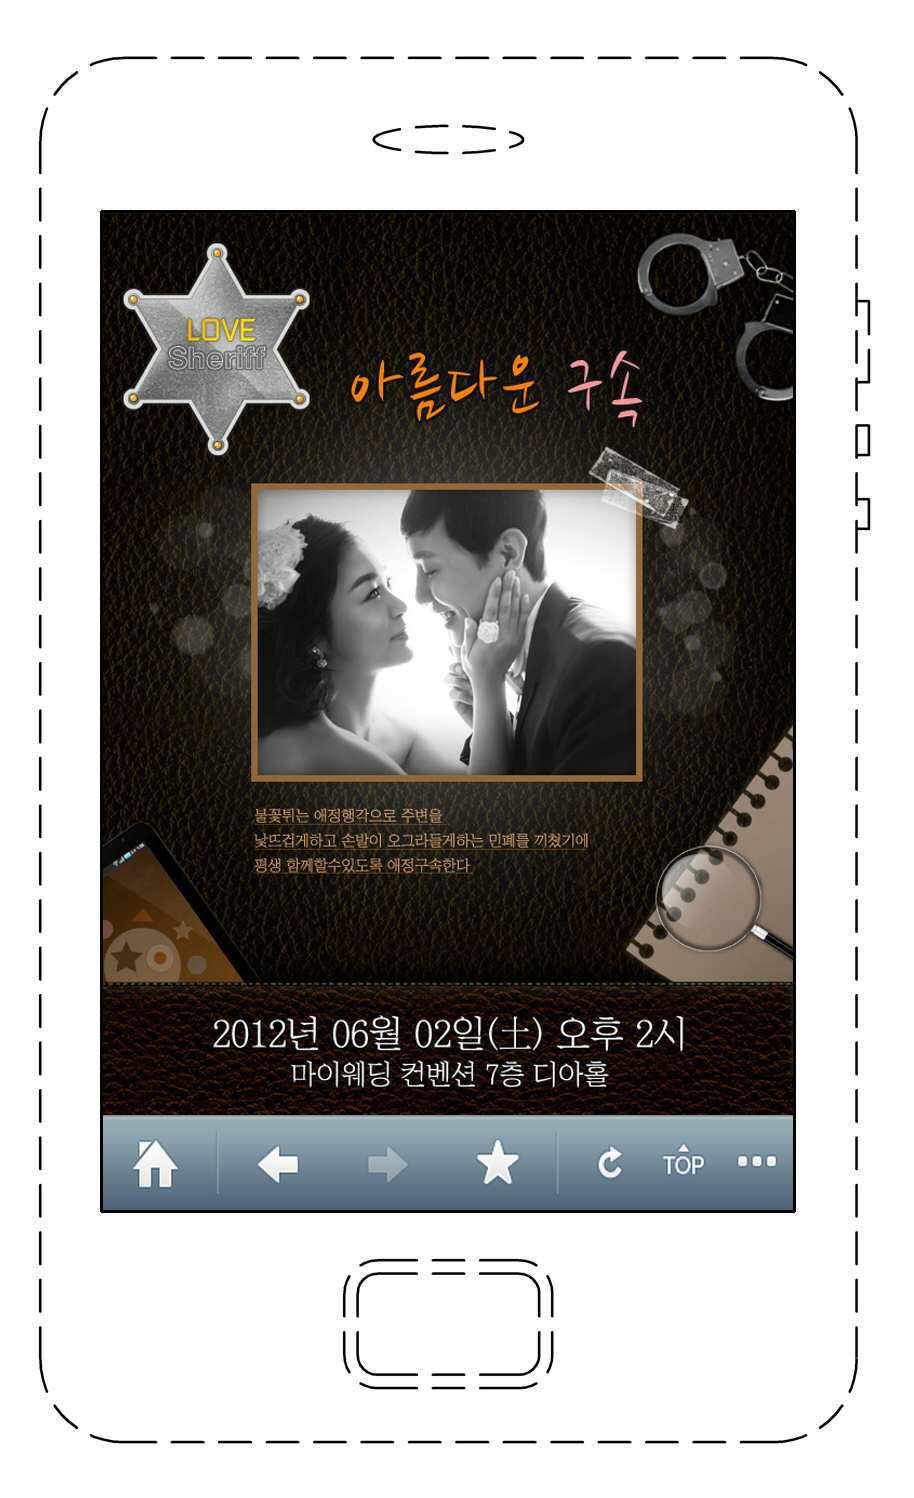 LOVE
Sheriff
아름다운 구속
불꽃튀는 애정행각으로 주변을
낯뜨겁게하고 손발이 오그라들게하는 민폐를 끼쳤기에
평생 함께할수있도록 애정구속한다
2012년 06월 02일(土) 오후 2시
마이웨딩 컨벤션 7층 디아홀
TOP